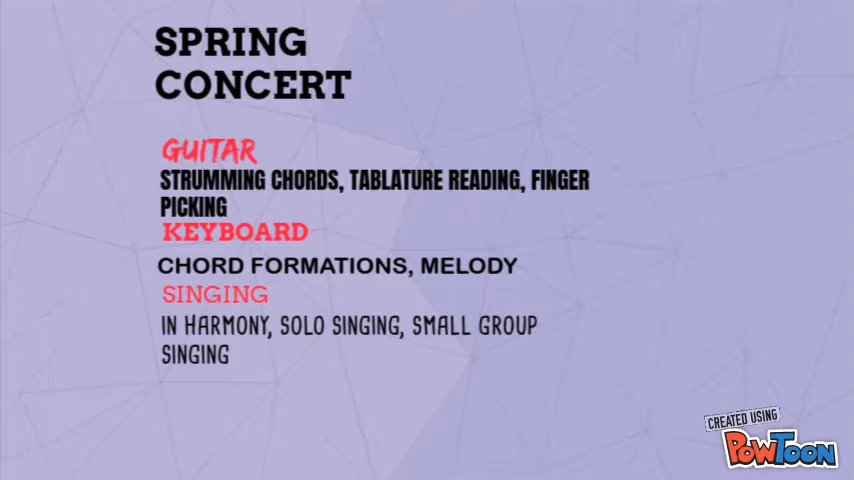 SPRING
CONCERT
GUITAR
STRUMMING CHORDS, TABLATURE READING, FINGER
PICKING
KEYBOARD
CHORD FORMATIONS, MELODY
SINGING
IN HARMONY, SOLO SINGING, SMALL GROUP
SINGING
CREATED USING
POWTOON